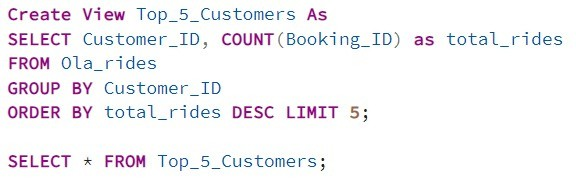 Create View Top_5_Customers As
SELECT Customer_ID, COUNT(Booking_ID) as total_rides
FROM Ola_rides
GROUP BY Customer_ID
ORDER BY total_rides DESC LIMIT 5;
SELECT * FROM Top_5_Customers;